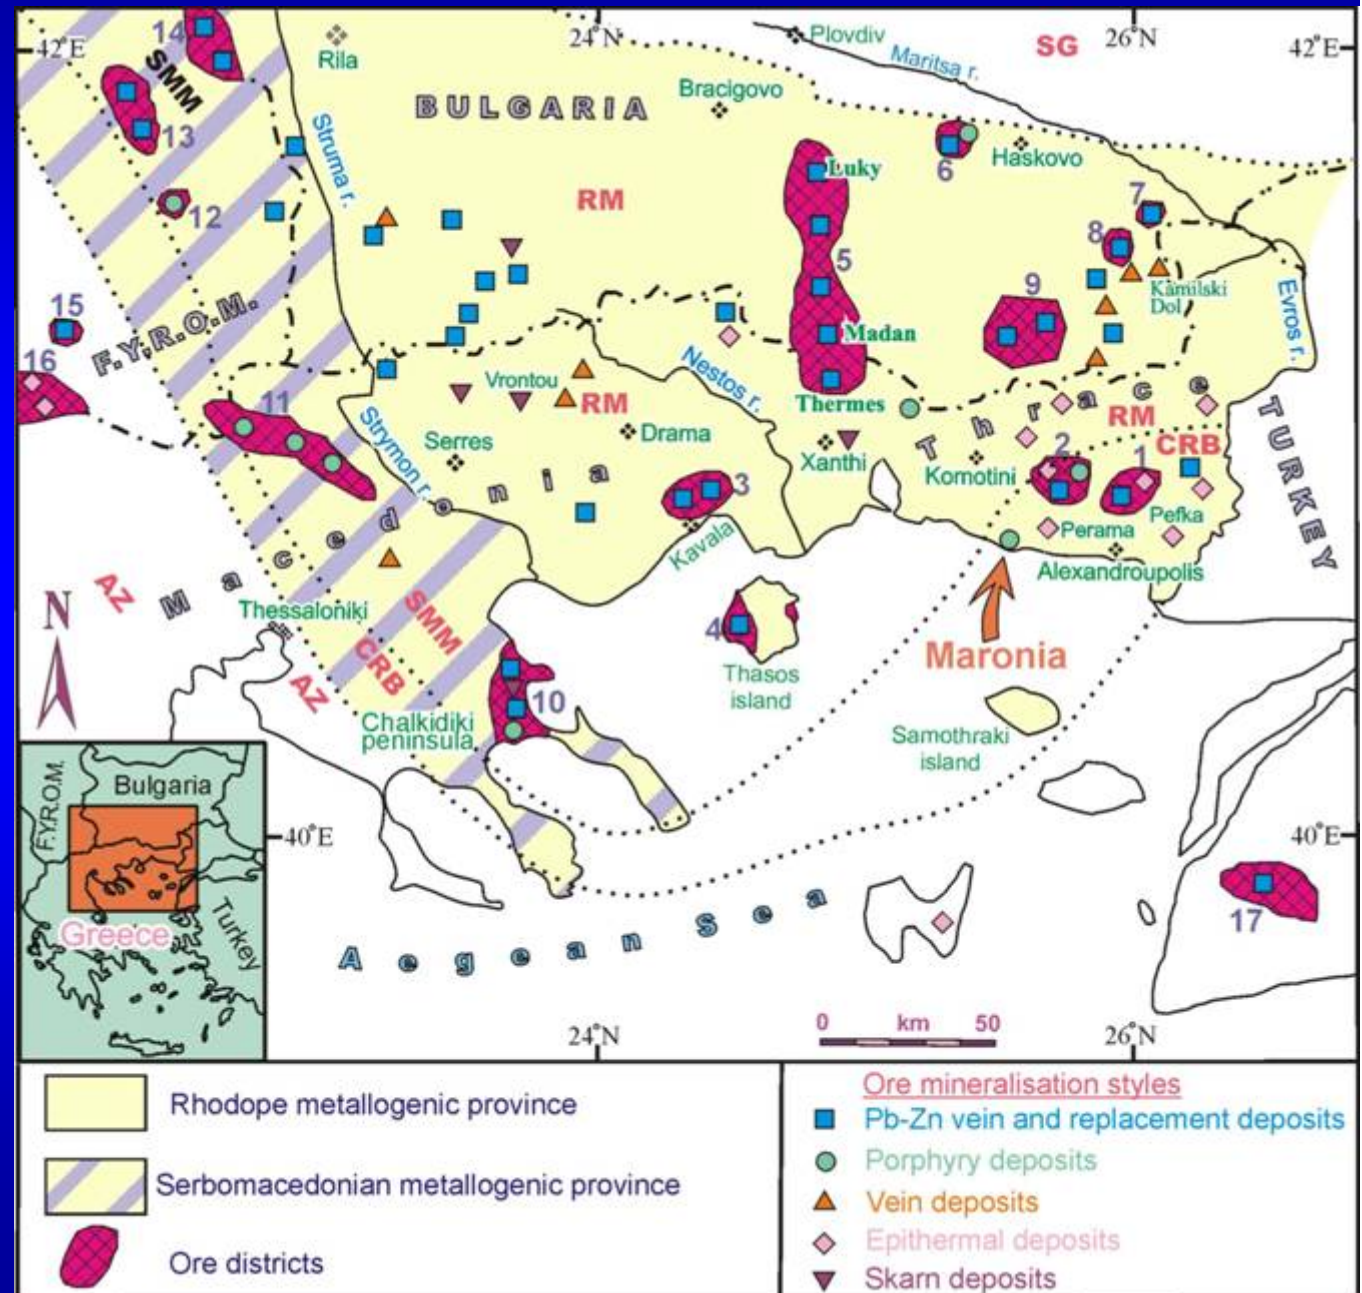 42°E
14
SMM
Rila
24°N
Plovdiv
Maritsa r.
SG
26°N
42°E
BULGARIA
Bracigovo
13
Struma r.
Luky
6
Haskovo
12
RM
7
8
5
9
Kamilski
Dol
Evros r.
15
F.Y.R.O.M.
16
Madan
Nestos r.
Vrontou
RM
Thermes
11
Strymon r.
Serres
Drama
Xanthi
Thrace
RM
CRB
TURKEY
Komotini
2
1
3
Macedonia
Kavala
Perama
Pefka
Alexandroupolis
AZ
N
Thessaloniki
SMM
CRB
AZ
4
Thasos
island
Maronia
10
Chalkidiki
peninsula
Samothraki
island
F.Y.R.O.M.
Bulgaria
Greece
Turkey
40°E
40°E
17
Aegean Sea
0 km 50
24°N
26°N
Rhodope metallogenic province
Serbomacedonian metallogenic province
Ore districts
Ore mineralisation styles
Pb-Zn vein and replacement deposits
Porphyry deposits
Vein deposits
Epithermal deposits
Skarn deposits